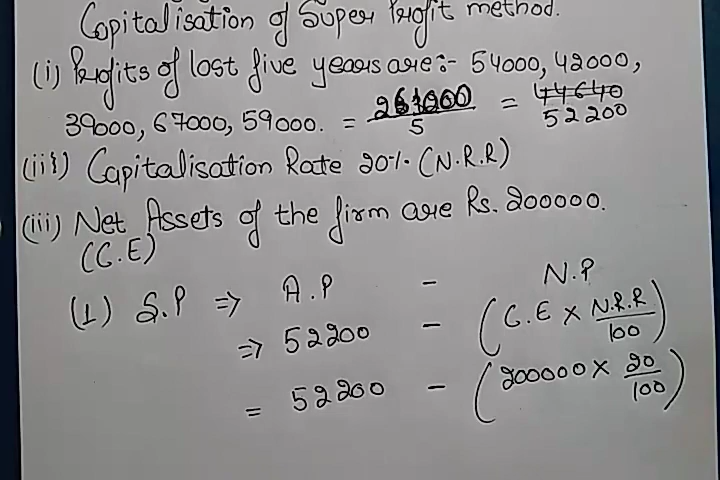 Capitalisation of Super Profit method.
(i) Profits of last five years are:- 54000, 42000,
39000, 67000, 59000. = 261000/5 = 52200
(ii) Capitalisation Rate 20%. (N.R.R)
(iii) Net Assets of the firm are Rs. 200000.
(C.E)
(1) S.P ⇒ A.P - N.P
⇒ 52200 - (C.E × N.R.R/100)
= 52200 - (200000 × 20/100)